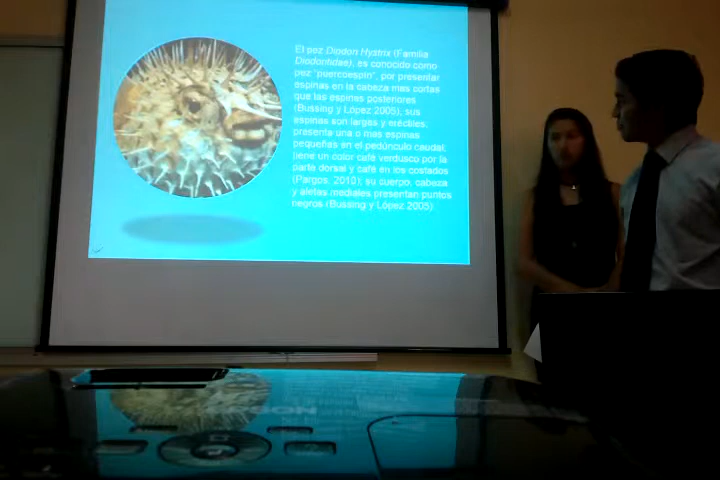 El pez Diodon Hystrix (Familia
Diodontidae), es conocido como
pez "puercoespín", por presentar
espinas en la cabeza mas cortas
que las espinas posteriores
(Bussing y López 2005), sus
espinas son largas y eréctiles,
presenta una o mas espinas
pequeñas en el pedúnculo caudal,
tiene un color café verdusco por la
parte dorsal y café en los costados
(Pargos, 2010), su cuerpo, cabeza
y aletas mediales presentan puntos
negros (Bussing y López 2005)